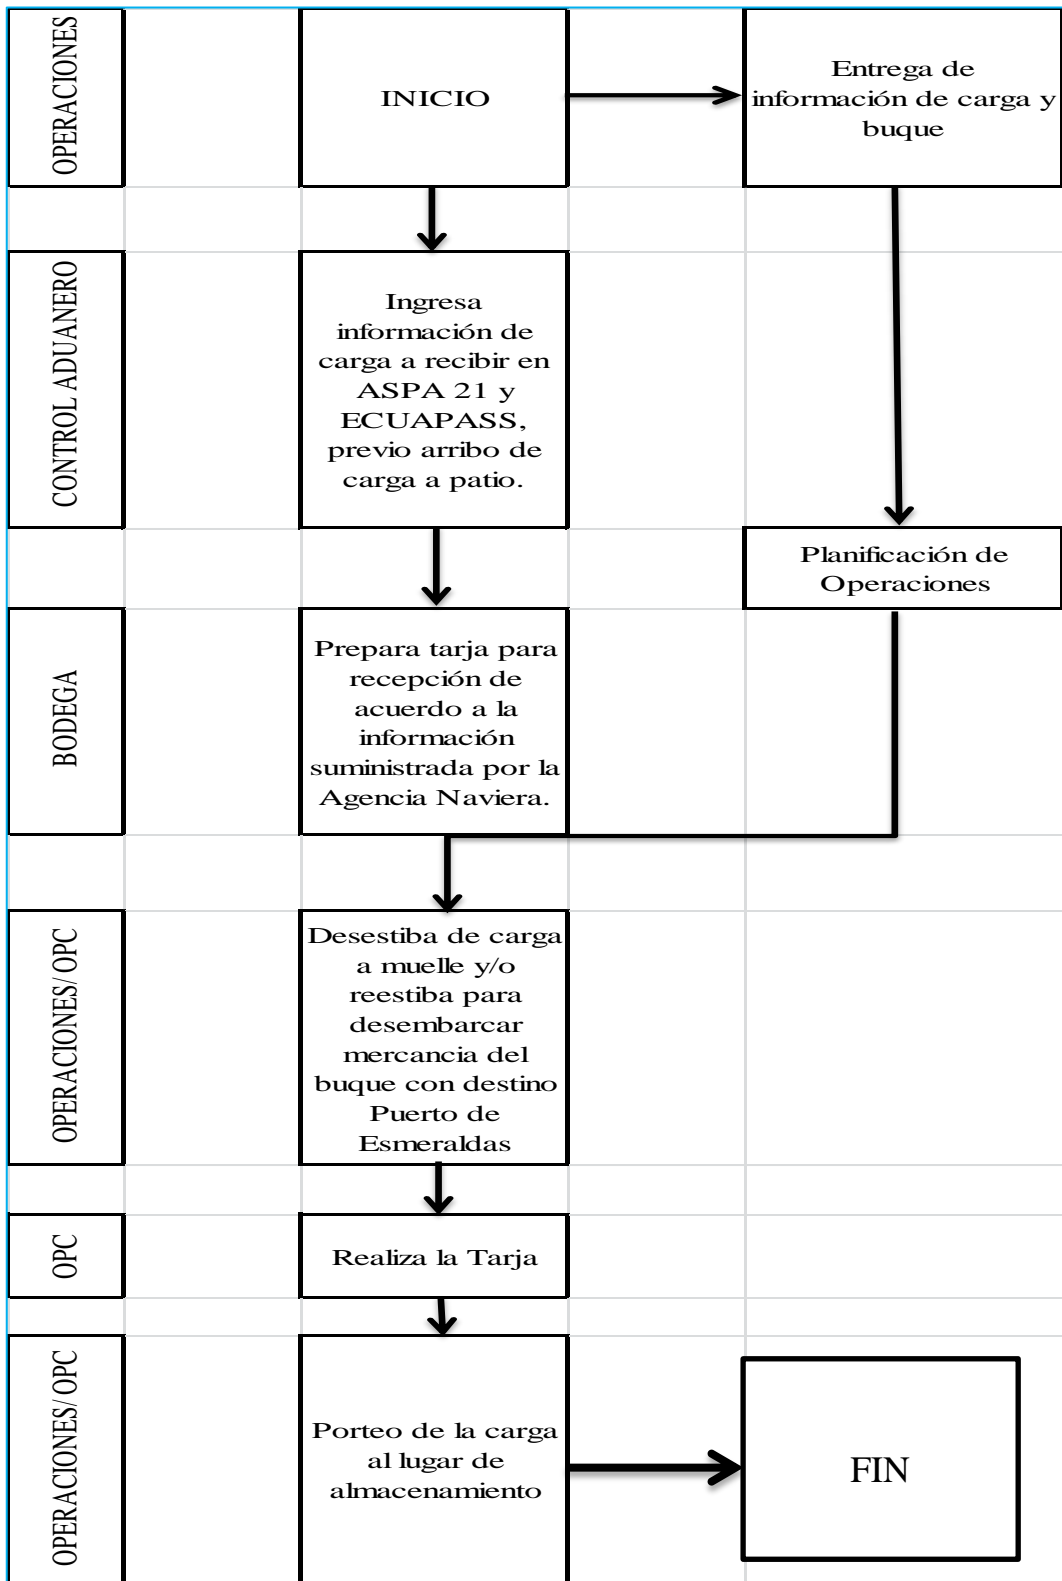 OPERACIONES
INICIO
Entrega de
información de carga y
buque
CONTROL ADUANERO
Ingresa
información de
carga a recibir en
ASPA 21 y
ECUAPASS,
previo arribo de
carga a patio.
Planificación de
Operaciones
BODEGA
Prepara tarja para
recepción de
acuerdo a la
información
suministrada por la
Agencia Naviera.
OPERACIONES/ OPC
Desestiba de carga
a muelle y/o
reestiba para
desembarcar
mercancia del
buque con destino
Puerto de
Esmeraldas
OPC
Realiza la Tarja
OPERACIONES/ OPC
Porteo de la carga
al lugar de
almacenamiento
FIN